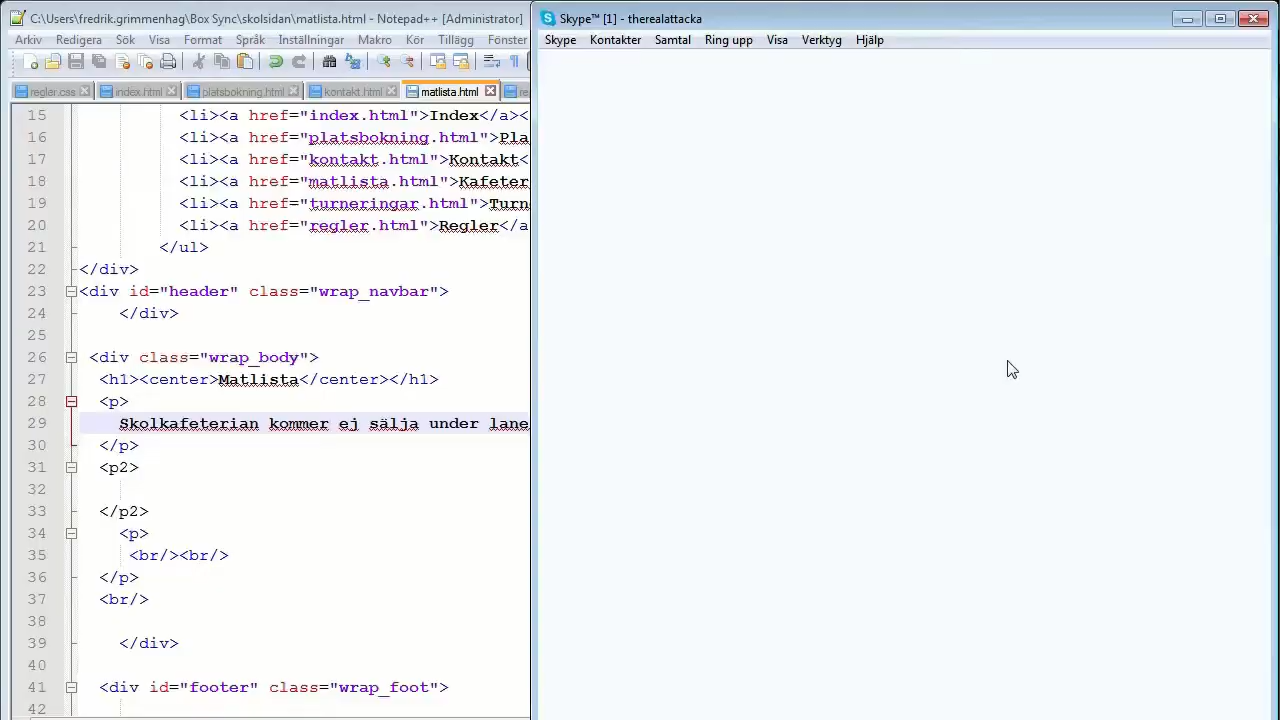 C:\Users\fredrik.grimmenhag\Box Sync\skolsidan\matlista.html - Notepad++ [Administrator]
Arkiv Redigera Sök Visa Format Språk Inställningar Makro Kör Tillägg Fönster
regler.css index.html platsbokning.html kontakt.html matlista.html re
15 <li><a href="index.html">Index</a><
16 <li><a href="platsbokning.html">Pla
17 <li><a href="kontakt.html">Kontakt<
18 <li><a href="matlista.html">Kafeter
19 <li><a href="turneringar.html">Turne
20 <li><a href="regler.html">Regler</a
21 </ul>
22 </div>
23 <div id="header" class="wrap_navbar">
24 </div>
25
26 <div class="wrap_body">
27 <h1><center>Matlista</center></h1>
28 <p>
29 Skolkafeterian kommer ej sälja under lane
30 </p>
31 <p2>
32
33 </p2>
34 <p>
35 <br/><br/>
36 </p>
37 <br/>
38
39 </div>
40
41 <div id="footer" class="wrap_foot">
42
Skype™ [1] - therealattacka
Skype Kontakter Samtal Ring upp Visa Verktyg Hjälp